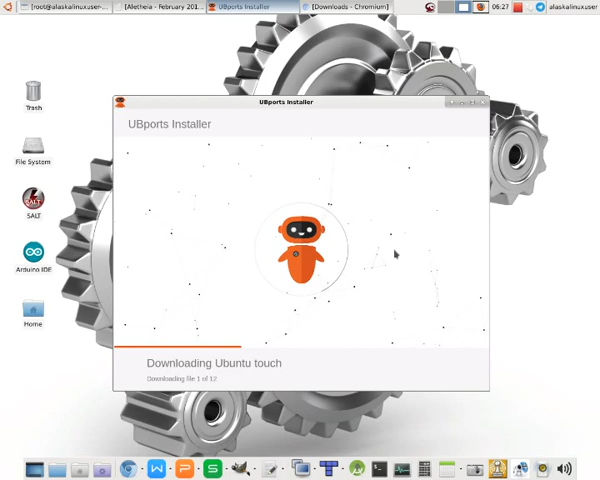 [root@alaskalinuxuser-... [Aletheia - February 201... UBports Installer [Downloads - Chromium] 06:27 alaskalinuxuser
UBports Installer
UBports Installer
Trash
File System
SALT
SALT
Arduino IDE
Home
Downloading Ubuntu touch
Downloading file 1 of 12
W P S T